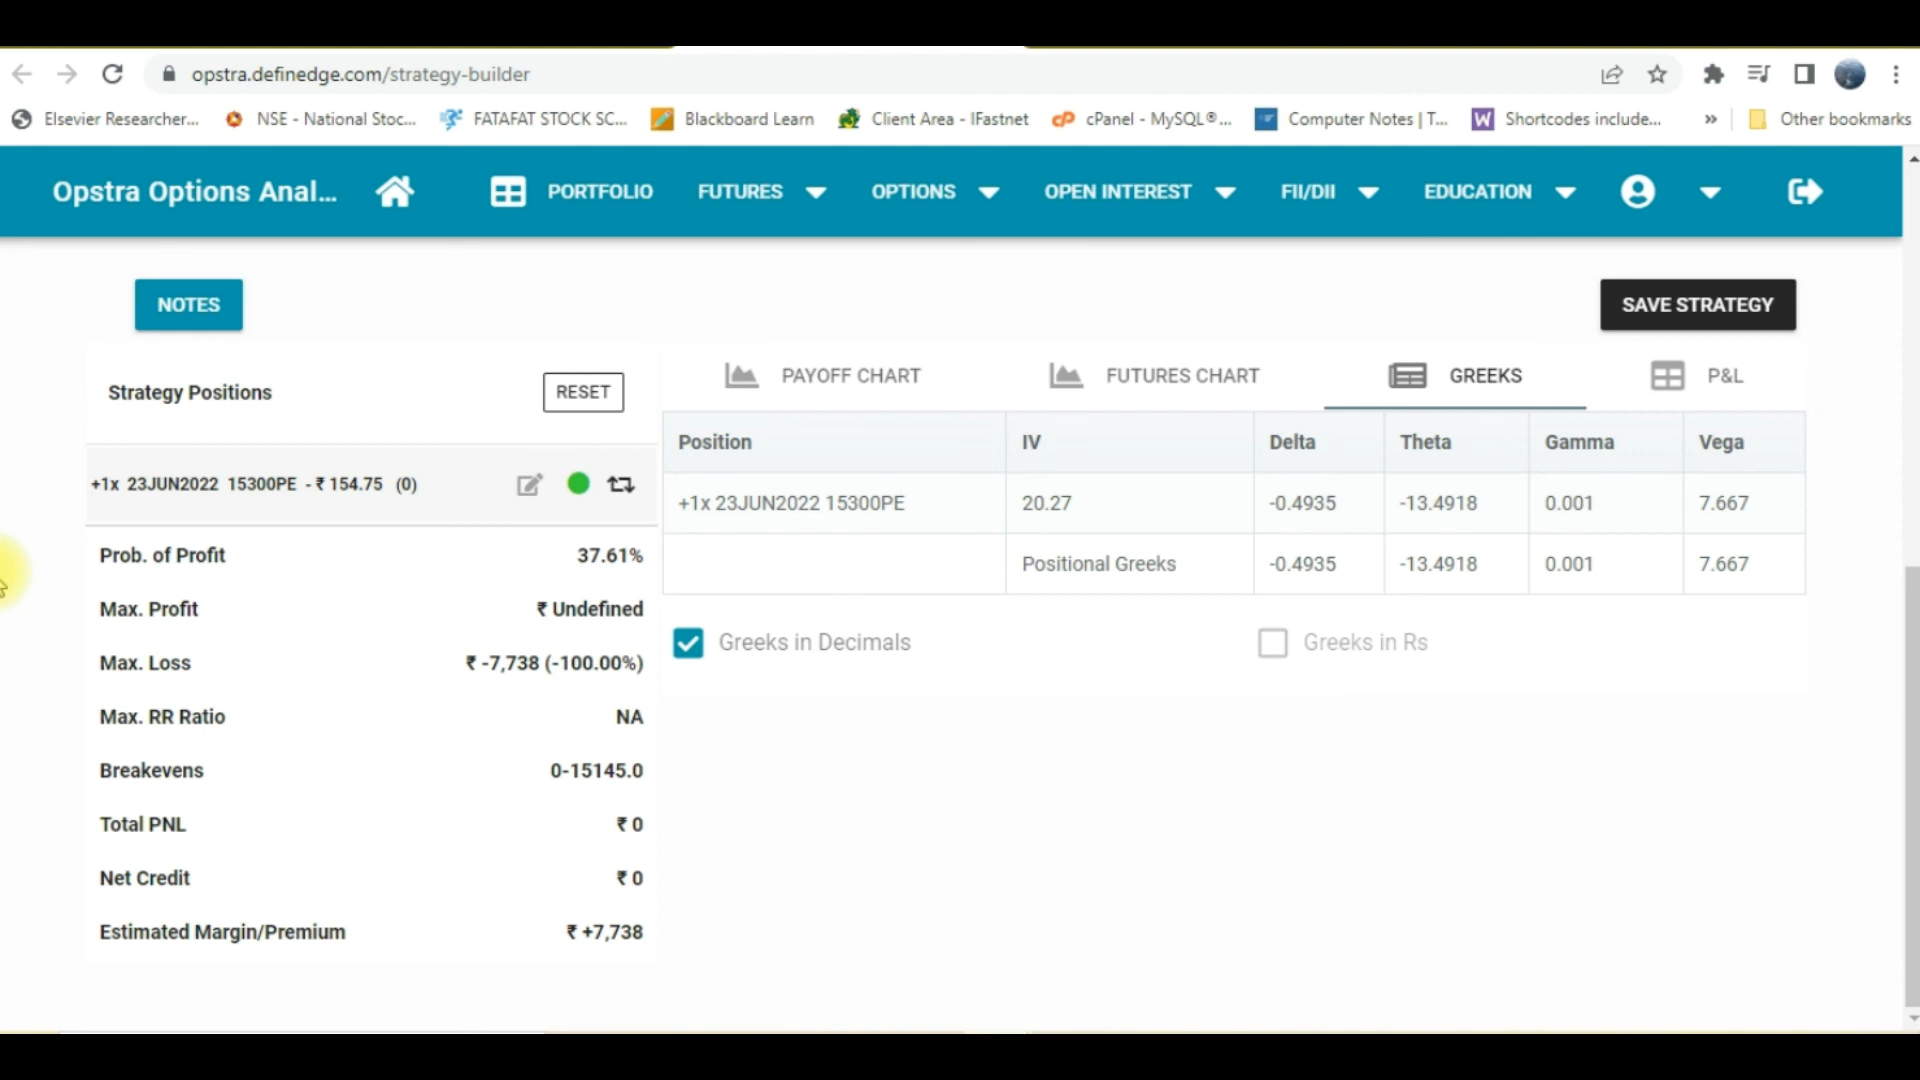 opstra.definedge.com/strategy-builder
Elsevier Researcher... NSE - National Stoc... FATAFAT STOCK SC... Blackboard Learn Client Area - IFastnet cPanel - MySQL®... Computer Notes | T... Shortcodes include... » Other bookmarks
Opstra Options Anal... PORTFOLIO FUTURES OPTIONS OPEN INTEREST FII/DII EDUCATION
NOTES SAVE STRATEGY
Strategy Positions RESET
PAYOFF CHART FUTURES CHART GREEKS P&L
Position IV Delta Theta Gamma Vega
+1x 23JUN2022 15300PE - ₹ 154.75 (0)
+1x 23JUN2022 15300PE 20.27 -0.4935 -13.4918 0.001 7.667
Positional Greeks -0.4935 -13.4918 0.001 7.667
Prob. of Profit 37.61%
Max. Profit ₹ Undefined
Greeks in Decimals Greeks in Rs
Max. Loss ₹ -7,738 (-100.00%)
Max. RR Ratio NA
Breakevens 0-15145.0
Total PNL ₹ 0
Net Credit ₹ 0
Estimated Margin/Premium ₹ +7,738